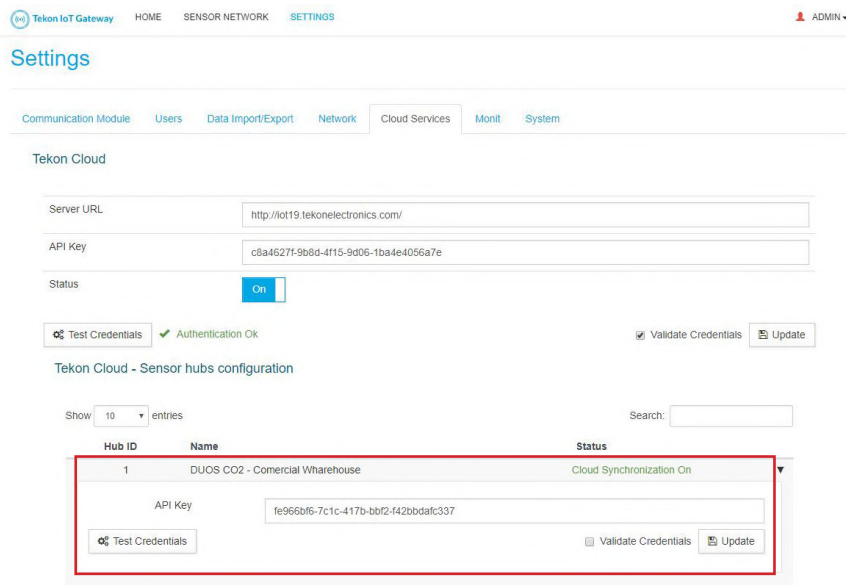 Tekon IoT Gateway HOME SENSOR NETWORK SETTINGS ADMIN
Settings
Communication Module Users Data Import/Export Network Cloud Services Monit System
Tekon Cloud
Server URL http://iot19.tekonelectronics.com/
API Key c8a4627f-9b8d-4f15-9d06-1ba4e4056a7e
Status On
Test Credentials Authentication Ok Validate Credentials Update
Tekon Cloud - Sensor hubs configuration
Show 10 entries Search:
Hub ID Name Status
1 DUOS CO2 - Comercial Wharehouse Cloud Synchronization On
API Key fe966bf6-7c1c-417b-bbf2-f42bbdafc337
Test Credentials Validate Credentials Update